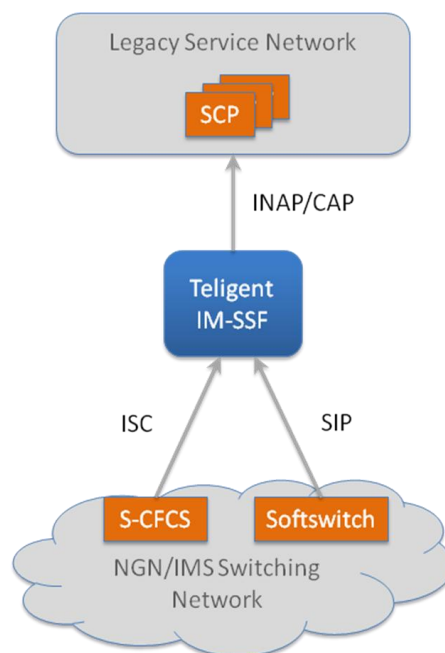 Legacy Service Network
SCP
INAP/CAP
Teligent
IM-SSF
ISC
SIP
S-CFCS
Softswitch
NGN/IMS Switching
Network